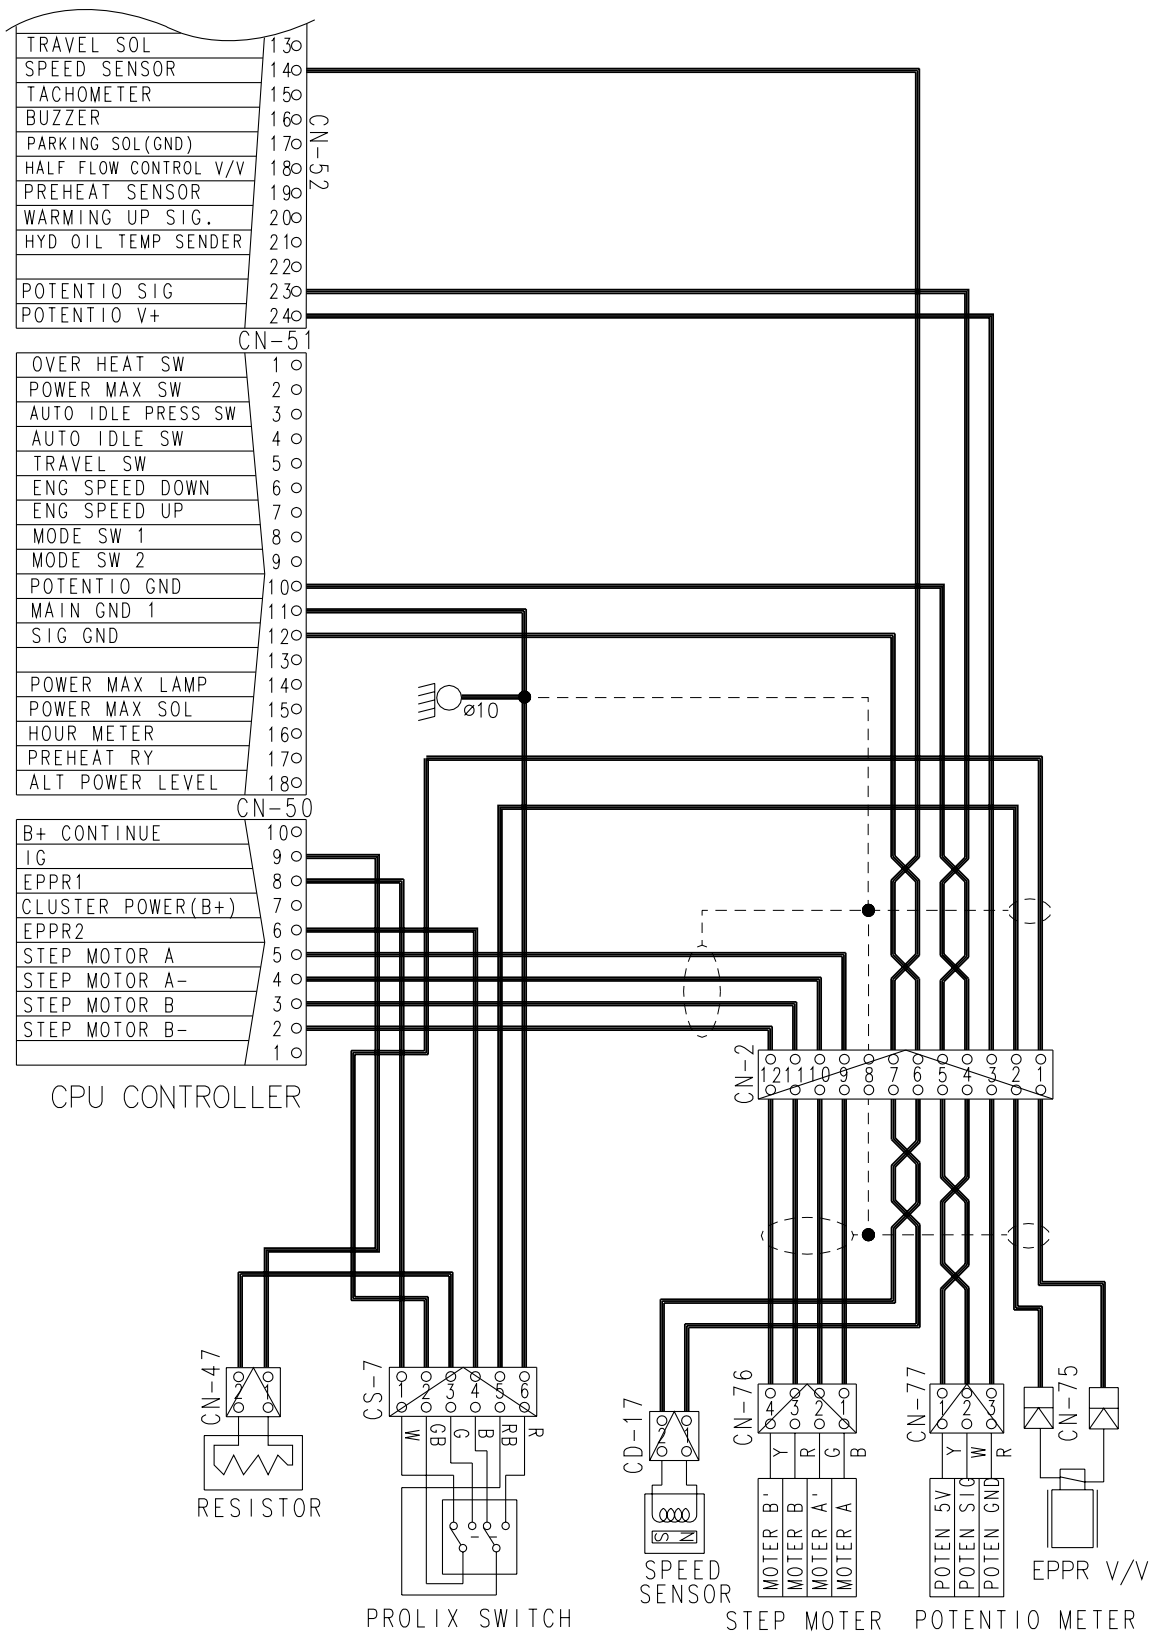 TRAVEL SOL 13
SPEED SENSOR 14
TACHOMETER 15
BUZZER 16
PARKING SOL(GND) 17
HALF FLOW CONTROL V/V 18
PREHEAT SENSOR 19
WARMING UP SIG. 20
HYD OIL TEMP SENDER 21
22
POTENTIO SIG 23
POTENTIO V+ 24
CN-52
CN-51
OVER HEAT SW 1
POWER MAX SW 2
AUTO IDLE PRESS SW 3
AUTO IDLE SW 4
TRAVEL SW 5
ENG SPEED DOWN 6
ENG SPEED UP 7
MODE SW 1 8
MODE SW 2 9
POTENTIO GND 10
MAIN GND 1 11
SIG GND 12
13
POWER MAX LAMP 14
POWER MAX SOL 15
HOUR METER 16
PREHEAT RY 17
ALT POWER LEVEL 18
ø10
CN-50
B+ CONTINUE 10
IG 9
EPPR1 8
CLUSTER POWER(B+) 7
EPPR2 6
STEP MOTOR A 5
STEP MOTOR A- 4
STEP MOTOR B 3
STEP MOTOR B- 2
1
CPU CONTROLLER
CN-2
12 11 10 9 8 7 6 5 4 3 2 1
CN-47
2 1
RESISTOR
CS-7
1 2 3 4 5 6
W GB G B RB R
PROLIX SWITCH
CD-17
2 1
S N
SPEED
SENSOR
CN-76
4 3 2 1
Y R G B
MOTER B'
MOTER B
MOTER A'
MOTER A
STEP MOTER
CN-77
1 2 3
Y W R
POTEN 5V
POTEN SIG
POTEN GND
POTENTIO METER
CN-75
EPPR V/V